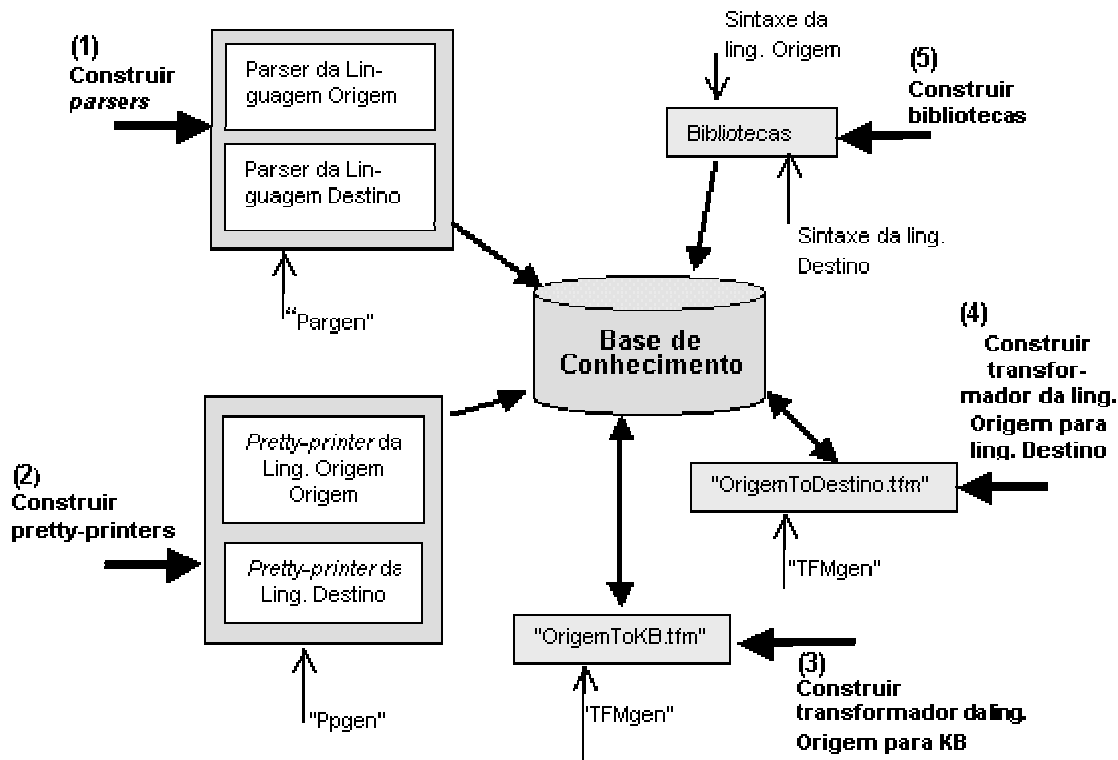 (1)
Construir
parsers
Parser da Lin-
guagem Origem
Parser da Lin-
guagem Destino
"Pargen"
Sintaxe da
ling. Origem
(5)
Construir
bibliotecas
Bibliotecas
Sintaxe da ling.
Destino
Base de
Conhecimento
(4)
Construir
transfor-
mador da ling.
Origem para
ling. Destino
"OrigemToDestino.tfm"
"TFMgen"
(2)
Construir
pretty-printers
Pretty-printer da
Ling. Origem
Origem
Pretty-printer da
Ling. Destino
"Ppgen"
"OrigemToKB.tfm"
"TFMgen"
(3)
Construir
transformador daling.
Origem para KB